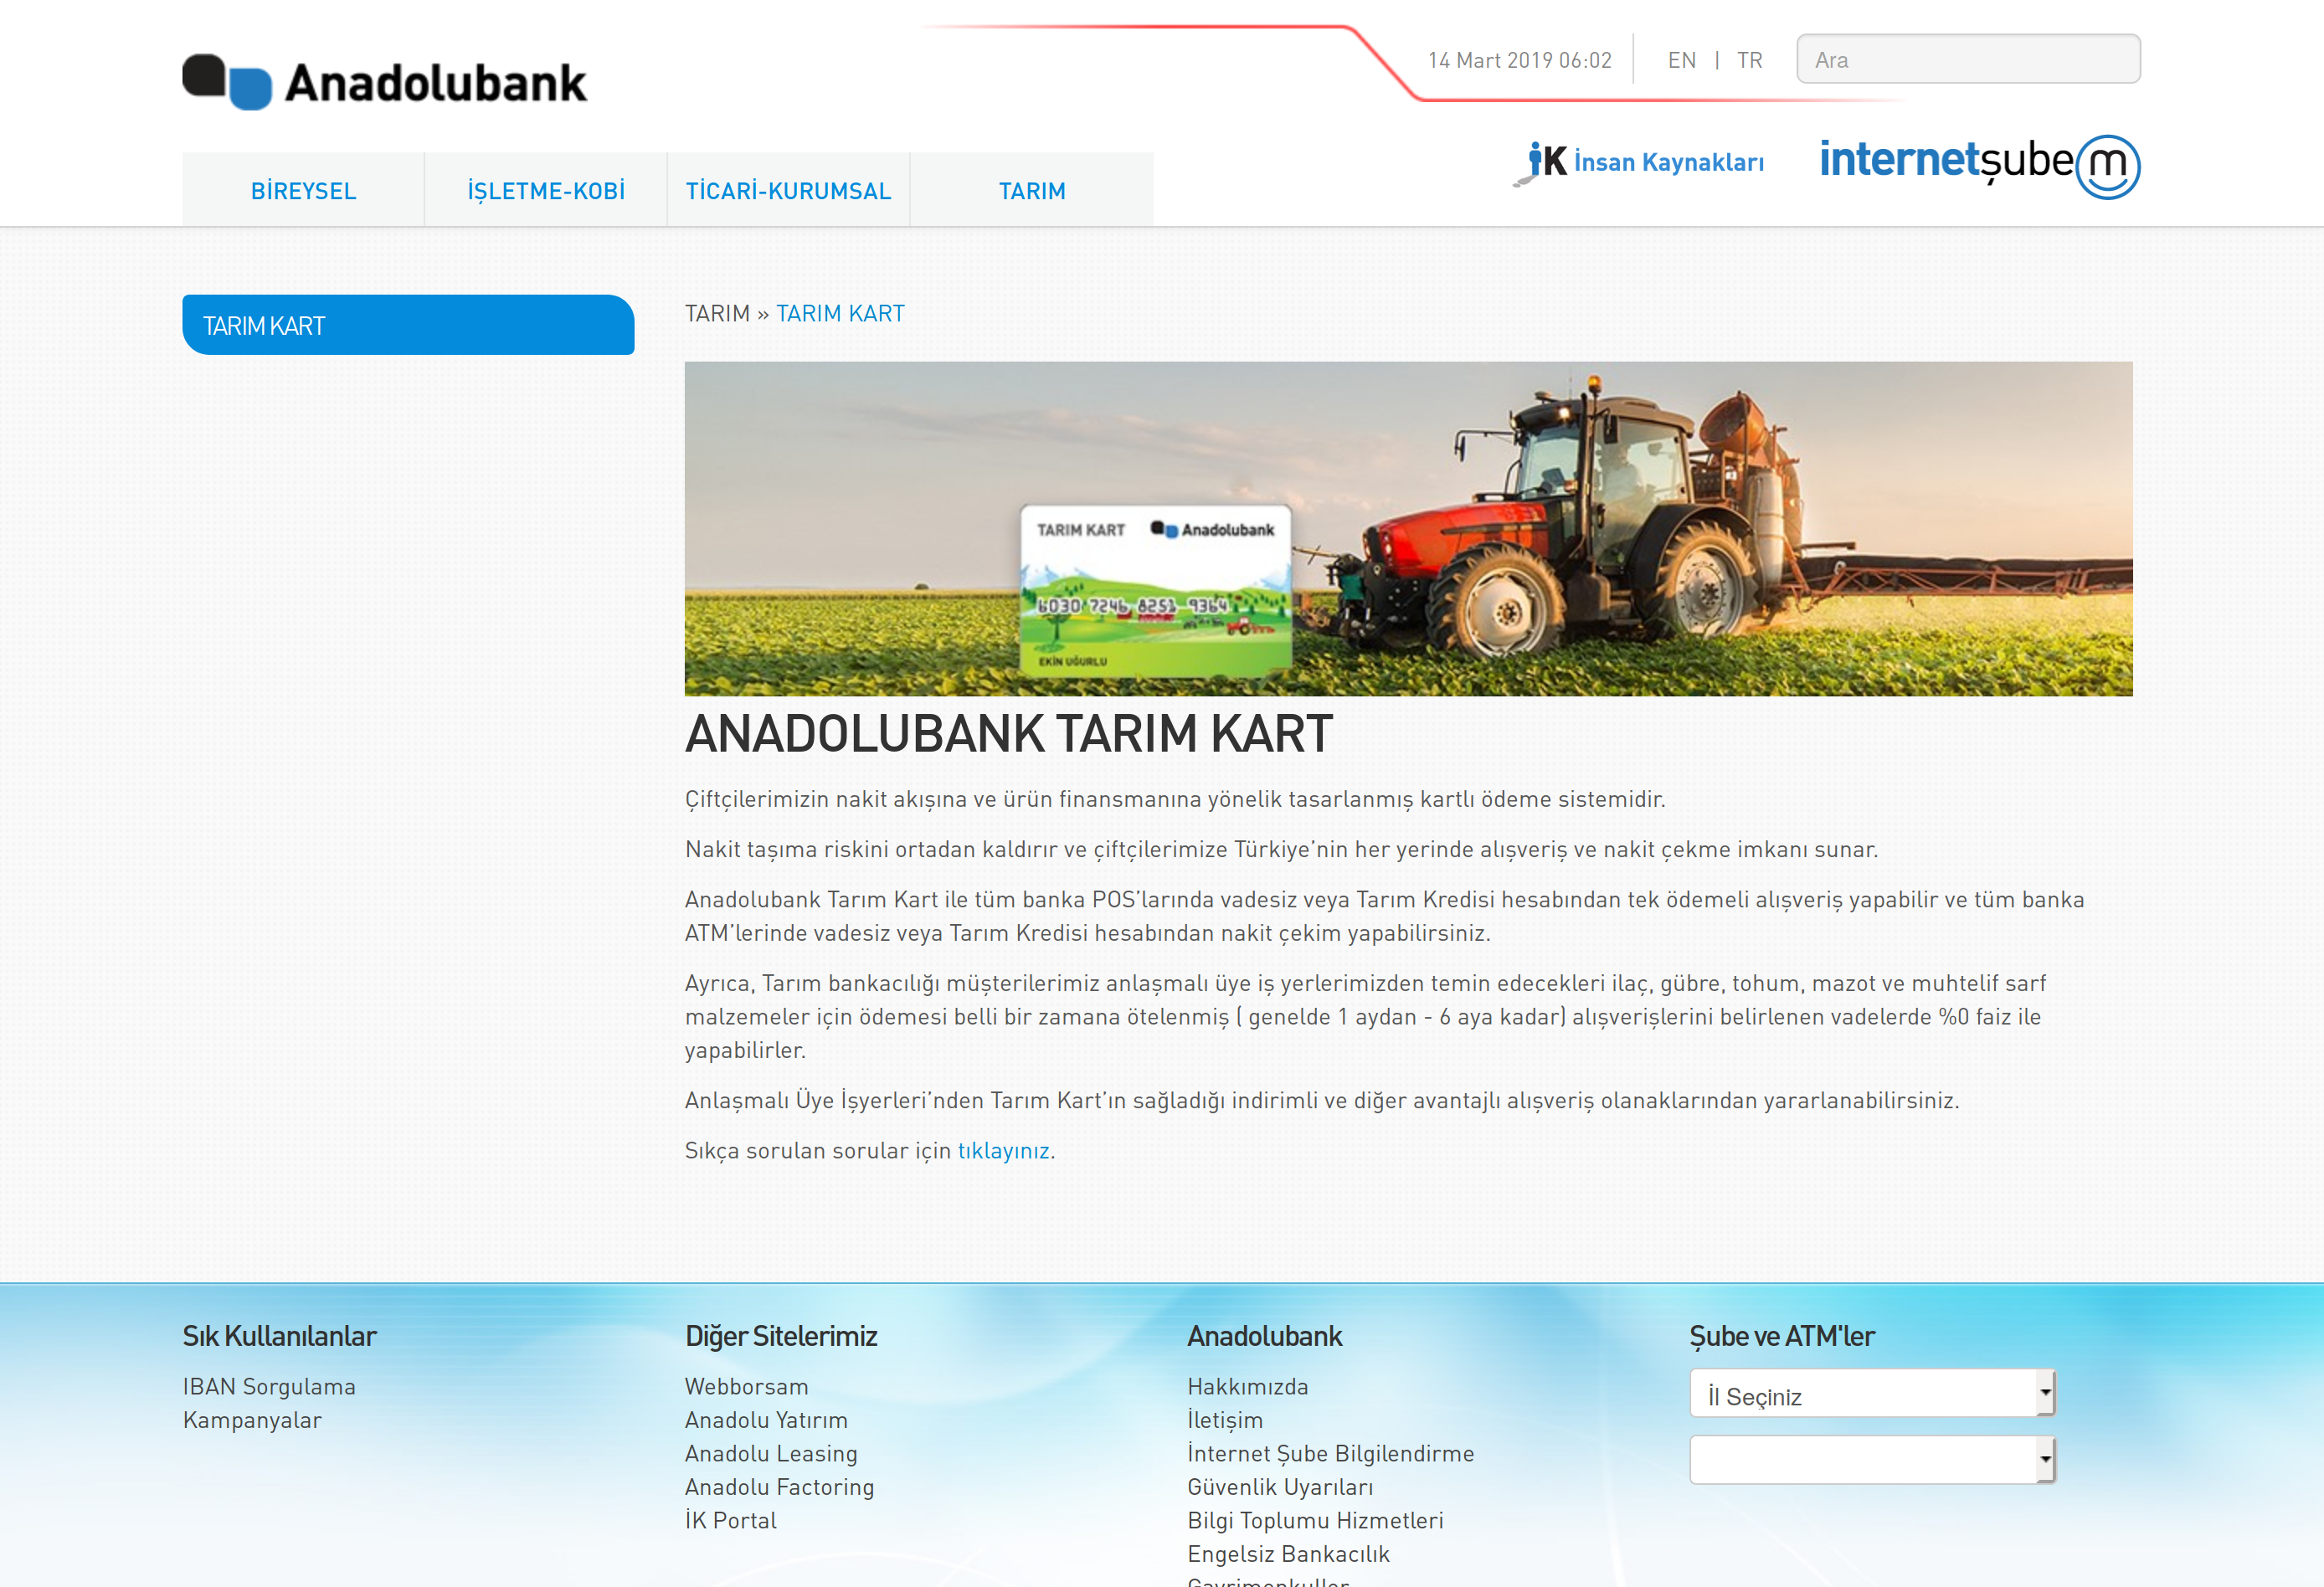 Anadolubank
14 Mart 2019 06:02
EN | TR
Ara
BİREYSEL
İŞLETME-KOBİ
TİCARİ-KURUMSAL
TARIM
iK İnsan Kaynakları
internetşubem
TARIM KART
TARIM » TARIM KART
TARIM KART Anadolubank
6030 7246 8251 9364
EKİN UĞURLU
ANADOLUBANK TARIM KART
Çiftçilerimizin nakit akışına ve ürün finansmanına yönelik tasarlanmış kartlı ödeme sistemidir.
Nakit taşıma riskini ortadan kaldırır ve çiftçilerimize Türkiye’nin her yerinde alışveriş ve nakit çekme imkanı sunar.
Anadolubank Tarım Kart ile tüm banka POS’larında vadesiz veya Tarım Kredisi hesabından tek ödemeli alışveriş yapabilir ve tüm banka
ATM’lerinde vadesiz veya Tarım Kredisi hesabından nakit çekim yapabilirsiniz.
Ayrıca, Tarım bankacılığı müşterilerimiz anlaşmalı üye iş yerlerimizden temin edecekleri ilaç, gübre, tohum, mazot ve muhtelif sarf
malzemeler için ödemesi belli bir zamana ötelenmiş ( genelde 1 aydan - 6 aya kadar) alışverişlerini belirlenen vadelerde %0 faiz ile
yapabilirler.
Anlaşmalı Üye İşyerleri’nden Tarım Kart’ın sağladığı indirimli ve diğer avantajlı alışveriş olanaklarından yararlanabilirsiniz.
Sıkça sorulan sorular için tıklayınız.
Sık Kullanılanlar
IBAN Sorgulama
Kampanyalar
Diğer Sitelerimiz
Webborsam
Anadolu Yatırım
Anadolu Leasing
Anadolu Factoring
İK Portal
Anadolubank
Hakkımızda
İletişim
İnternet Şube Bilgilendirme
Güvenlik Uyarıları
Bilgi Toplumu Hizmetleri
Engelsiz Bankacılık
Gayrimenkuller
Şube ve ATM'ler
İl Seçiniz